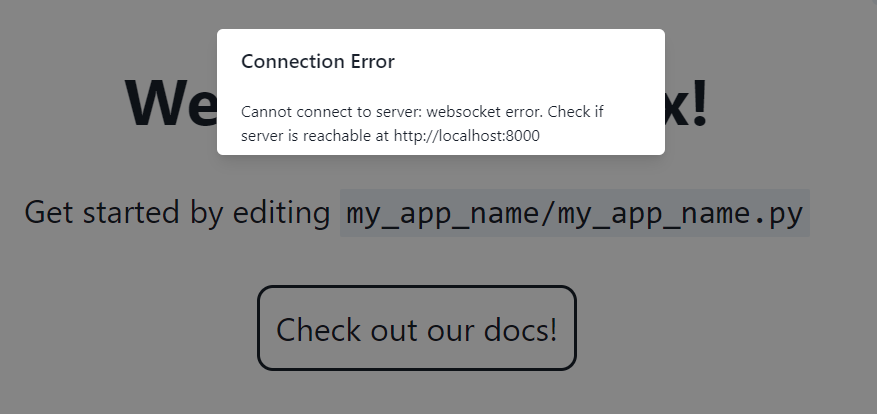 Connection Error
Cannot connect to server: websocket error. Check if
server is reachable at http://localhost:8000
Get started by editing my_app_name/my_app_name.py
Check out our docs!